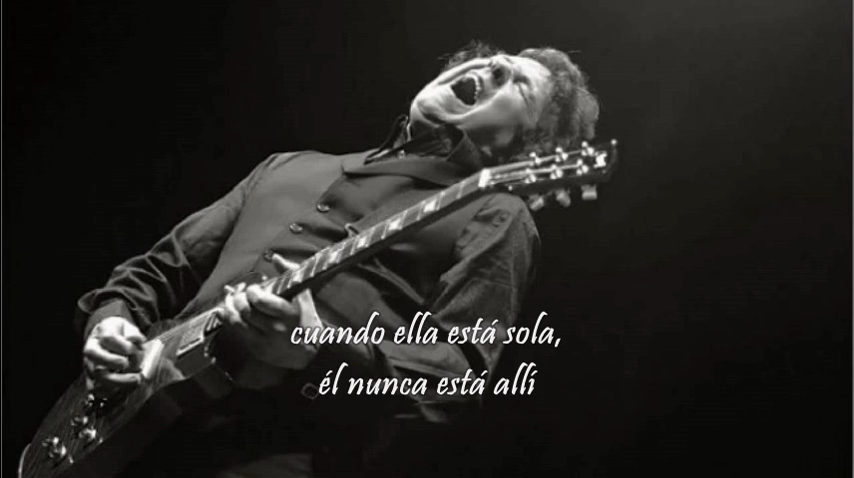 cuando ella está sola,
él nunca está allí